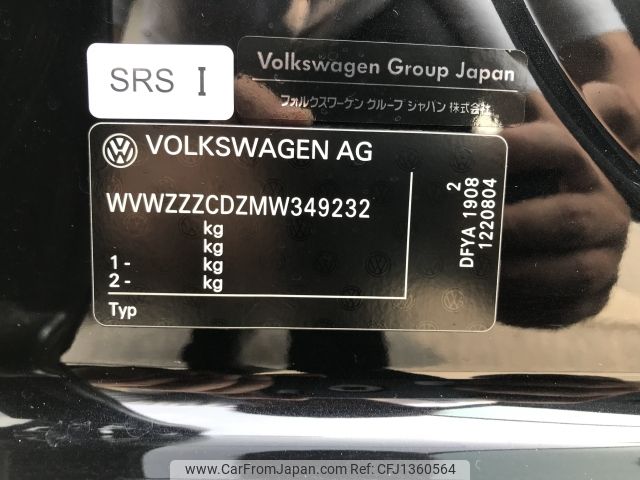 SRS I
Volkswagen Group Japan
フォルクスワーゲン グループ ジャパン 株式会社
VOLKSWAGEN AG
WVWZZZCDZMW349232
kg
kg
1 - kg
2 - kg
Typ
2
DFYA 1908
1220804
www.CarFromJapan.com Ref-CFJ1360564